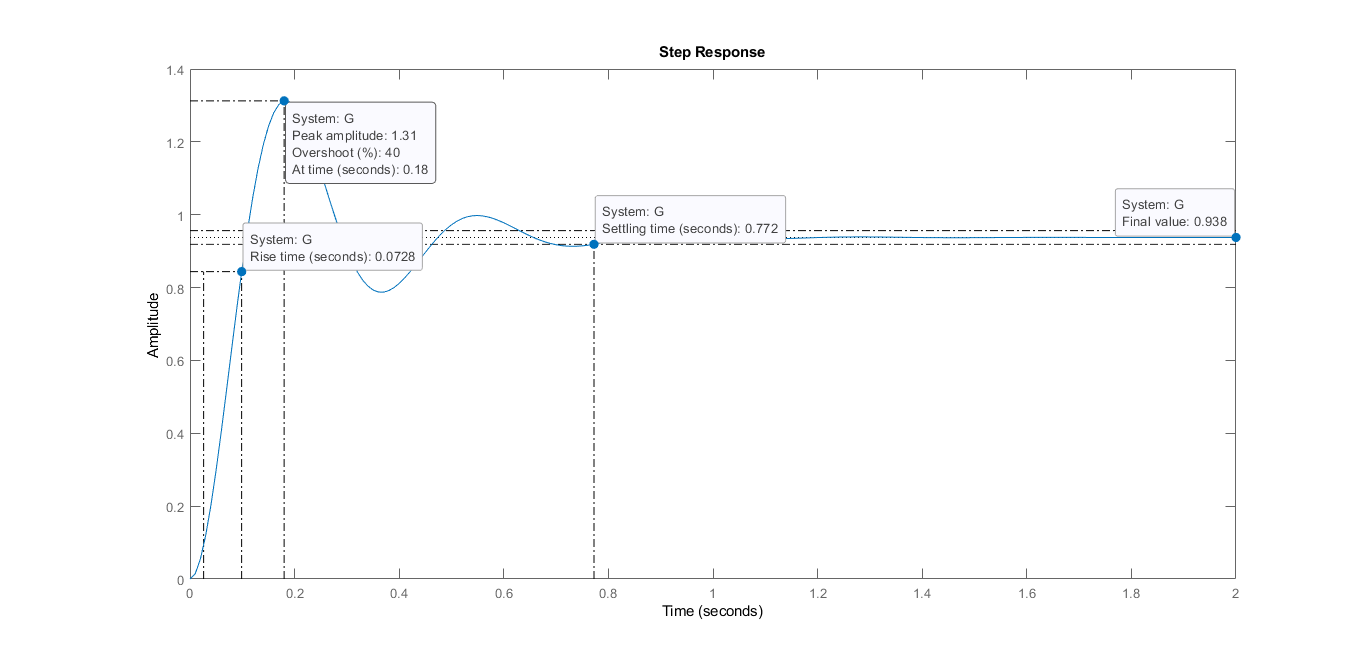 Step Response
1.4
1.2
1
0.8
0.6
0.4
0.2
0
Amplitude
System: G
Peak amplitude: 1.31
Overshoot (%): 40
At time (seconds): 0.18
System: G
Rise time (seconds): 0.0728
System: G
Settling time (seconds): 0.772
System: G
Final value: 0.938
0 0.2 0.4 0.6 0.8 1 1.2 1.4 1.6 1.8 2
Time (seconds)